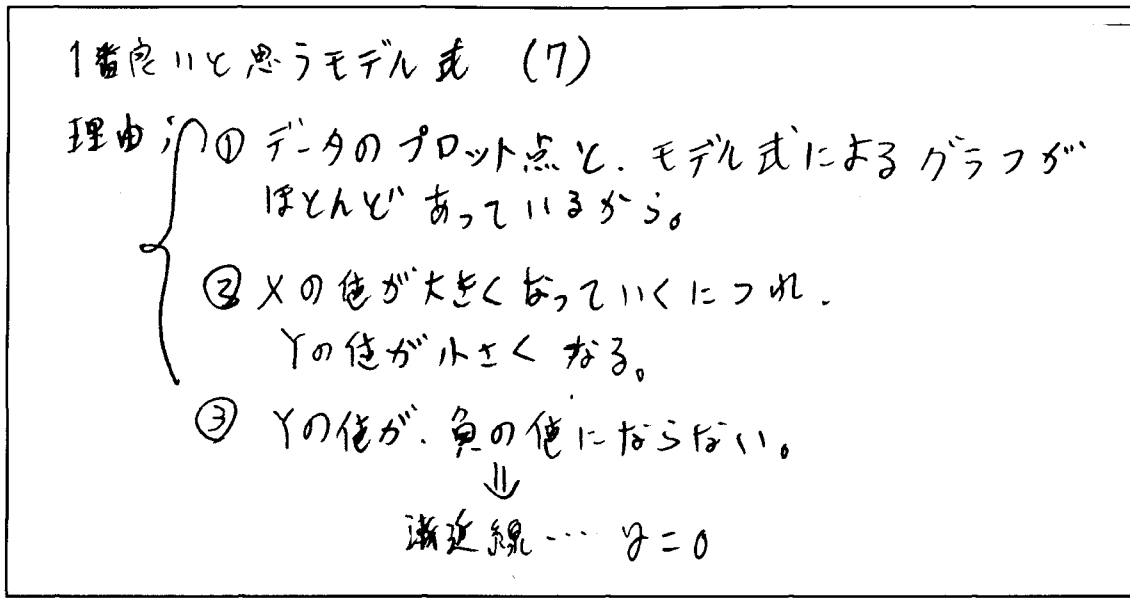 1番良いと思うモデル式 (7)
理由; ① データのプロット点と、モデル式によるグラフが
ほとんどあっているから。
② Xの値が大きくなっていくにつれ、
Yの値が小さくなる。
③ Yの値が、負の値にならない。
⇓
漸近線… y=0